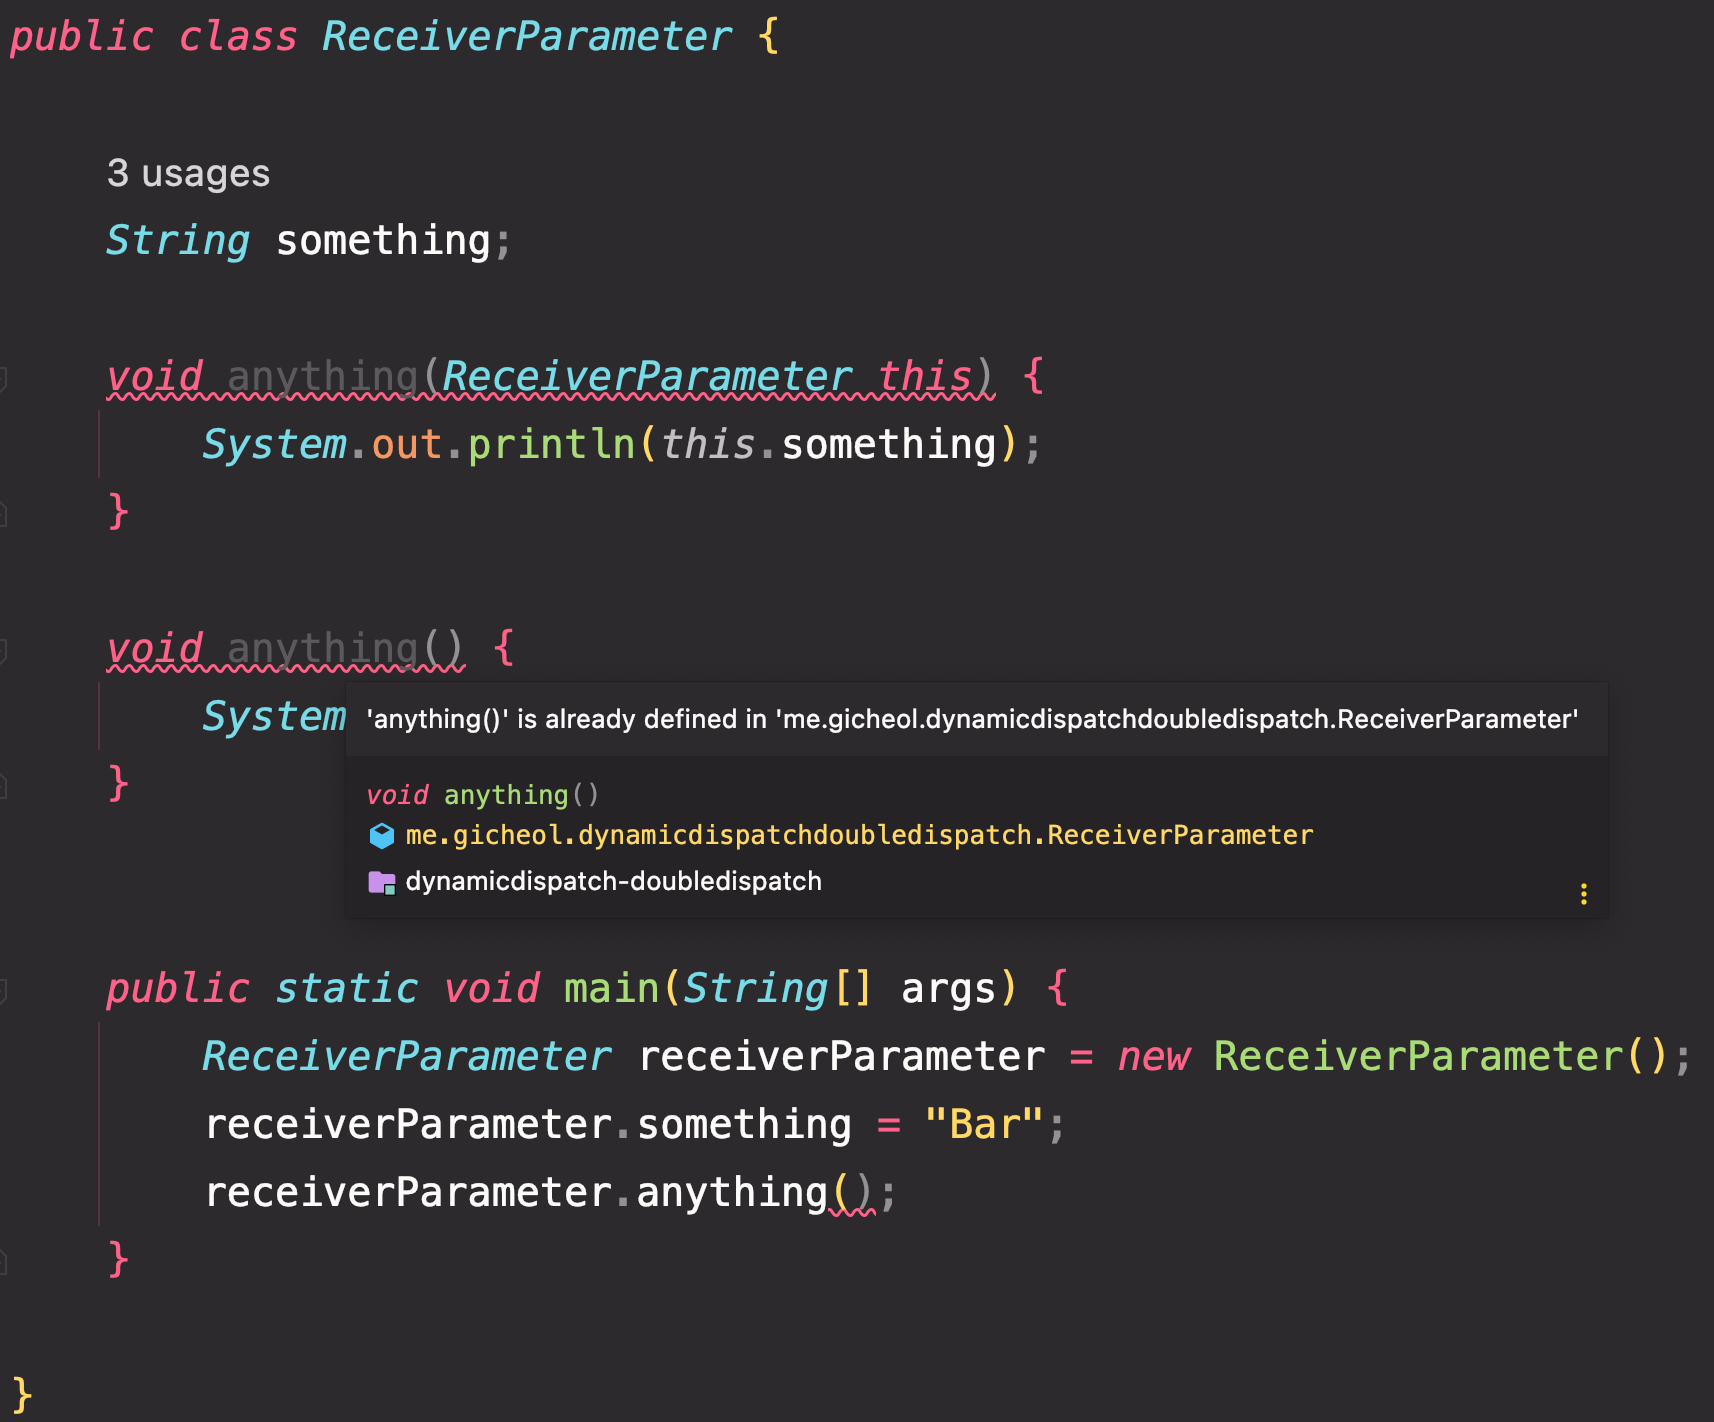 public class ReceiverParameter {
3 usages
String something;
void anything(ReceiverParameter this) {
System.out.println(this.something);
}
void anything() {
System
'anything()' is already defined in 'me.gicheol.dynamicdispatchdoubledispatch.ReceiverParameter'
void anything()
me.gicheol.dynamicdispatchdoubledispatch.ReceiverParameter
dynamicdispatch-doubledispatch
}
public static void main(String[] args) {
ReceiverParameter receiverParameter = new ReceiverParameter();
receiverParameter.something = "Bar";
receiverParameter.anything();
}
}